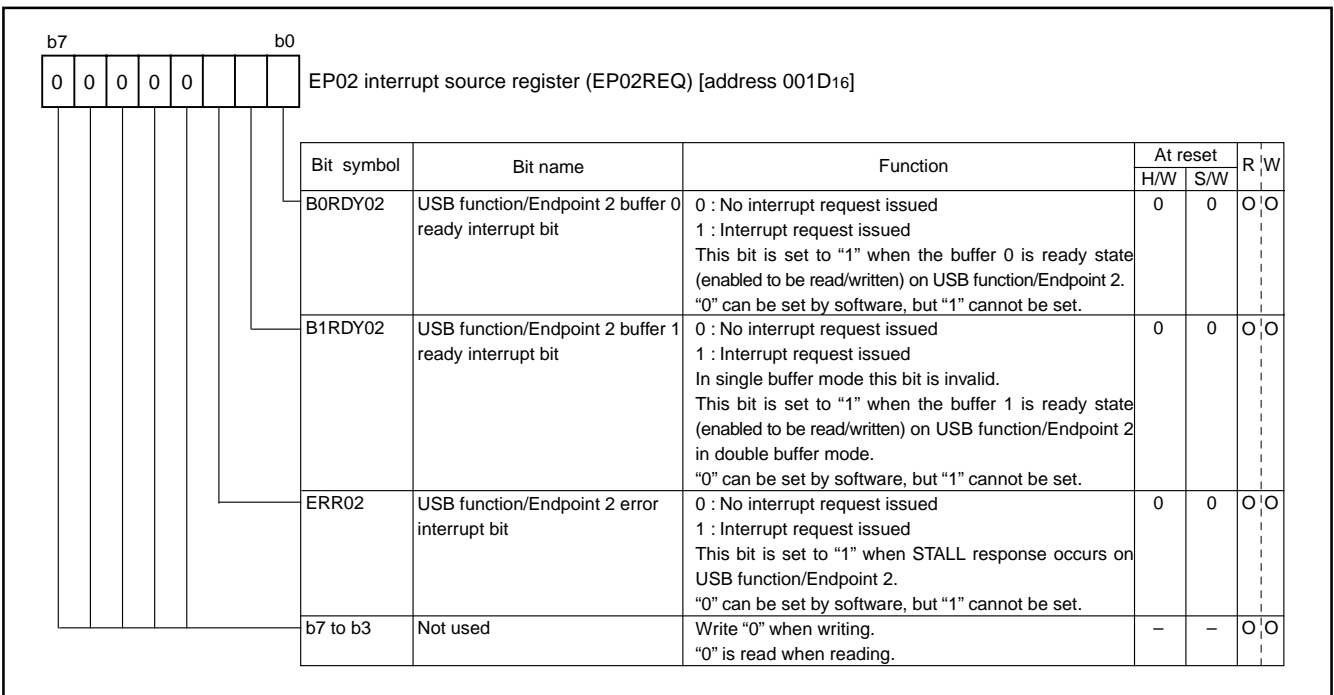 b7 b0
0 0 0 0 0 EP02 interrupt source register (EP02REQ) [address 001D16]
Bit symbol Bit name Function At reset R W
H/W S/W
B0RDY02 USB function/Endpoint 2 buffer 0 0 : No interrupt request issued 0 0 O O
ready interrupt bit 1 : Interrupt request issued
This bit is set to “1” when the buffer 0 is ready state
(enabled to be read/written) on USB function/Endpoint 2.
“0” can be set by software, but “1” cannot be set.
B1RDY02 USB function/Endpoint 2 buffer 1 0 : No interrupt request issued 0 0 O O
ready interrupt bit 1 : Interrupt request issued
In single buffer mode this bit is invalid.
This bit is set to “1” when the buffer 1 is ready state
(enabled to be read/written) on USB function/Endpoint 2
in double buffer mode.
“0” can be set by software, but “1” cannot be set.
ERR02 USB function/Endpoint 2 error 0 : No interrupt request issued 0 0 O O
interrupt bit 1 : Interrupt request issued
This bit is set to “1” when STALL response occurs on
USB function/Endpoint 2.
“0” can be set by software, but “1” cannot be set.
b7 to b3 Not used Write “0” when writing. – – O O
“0” is read when reading.